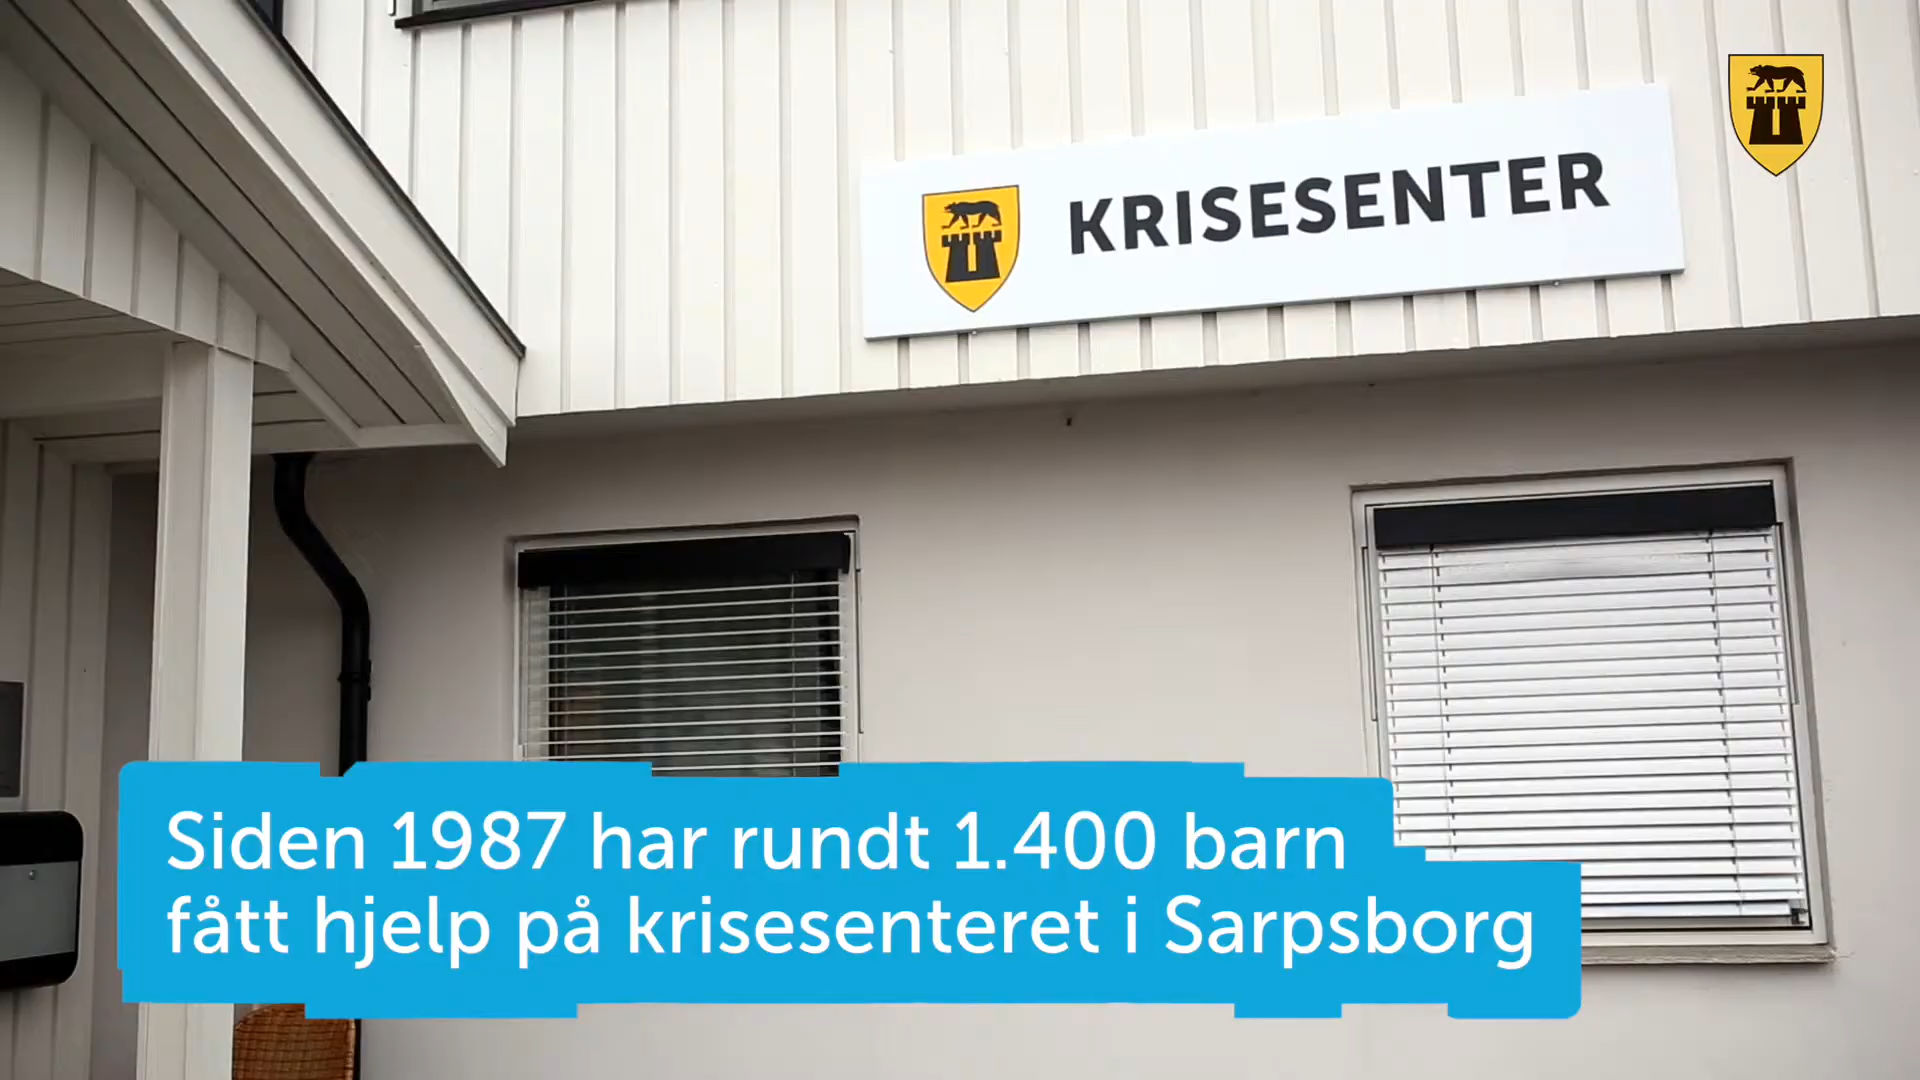 KRISESENTER
Siden 1987 har rundt 1.400 barn
fått hjelp på krisesenteret i Sarpsborg